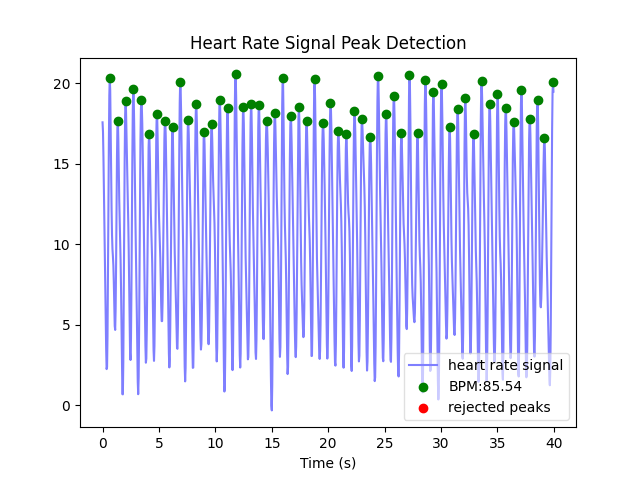 Heart Rate Signal Peak Detection
20
15
10
5
0
heart rate signal
BPM:85.54
rejected peaks
0 5 10 15 20 25 30 35 40
Time (s)